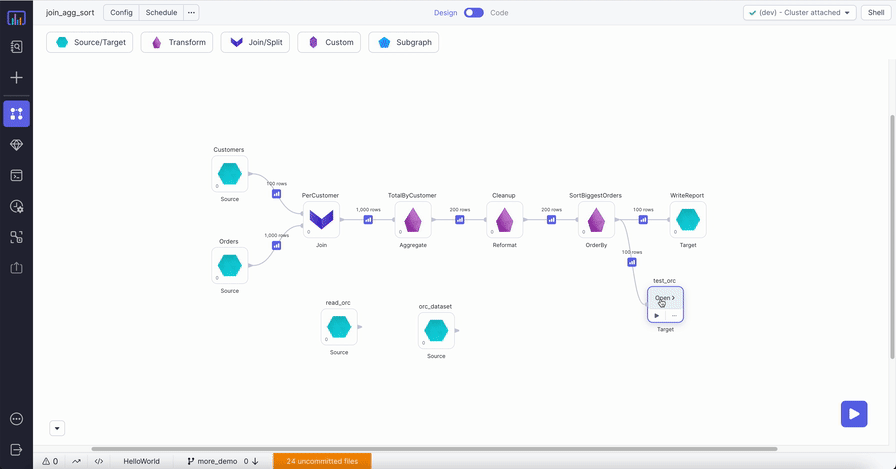 join_agg_sort Config Schedule ··· Design Code (dev) - Cluster attached Shell
Source/Target Transform Join/Split Custom Subgraph
Customers
0
Source
100 rows
Orders
0
Source
1,000 rows
PerCustomer
0
Join
1,000 rows
TotalByCustomer
0
Aggregate
200 rows
Cleanup
0
Reformat
200 rows
SortBiggestOrders
0
OrderBy
100 rows
WriteReport
0
Target
100 rows
test_orc
Open
Target
read_orc
0
Source
orc_dataset
0
Source
0 HelloWorld more_demo 0 24 uncommitted files